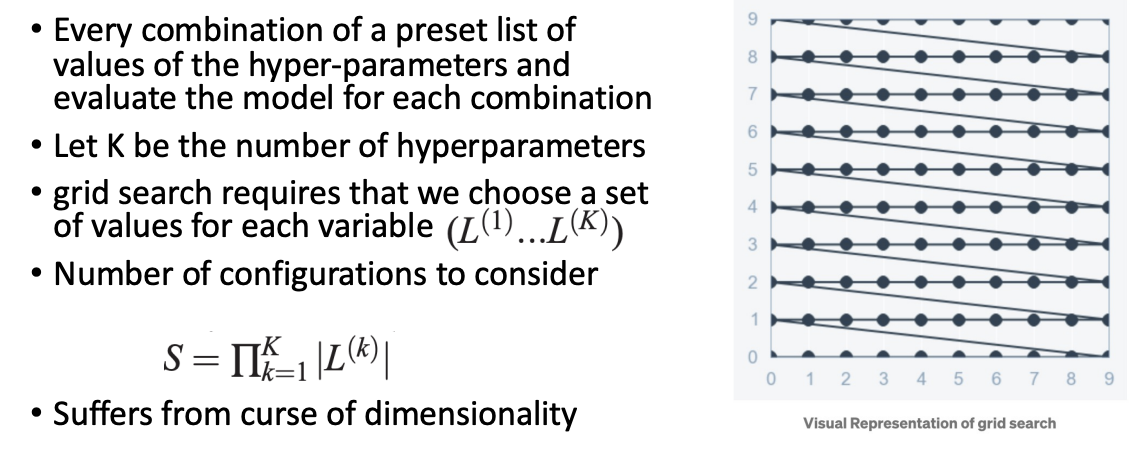 • Every combination of a preset list of
values of the hyper-parameters and
evaluate the model for each combination
• Let K be the number of hyperparameters
• grid search requires that we choose a set
of values for each variable (L^{(1)}...L^{(K)})
• Number of configurations to consider
S = ∏_{k=1}^{K} |L^{(k)}|
• Suffers from curse of dimensionality
9
8
7
6
5
4
3
2
1
0
0 1 2 3 4 5 6 7 8 9
Visual Representation of grid search